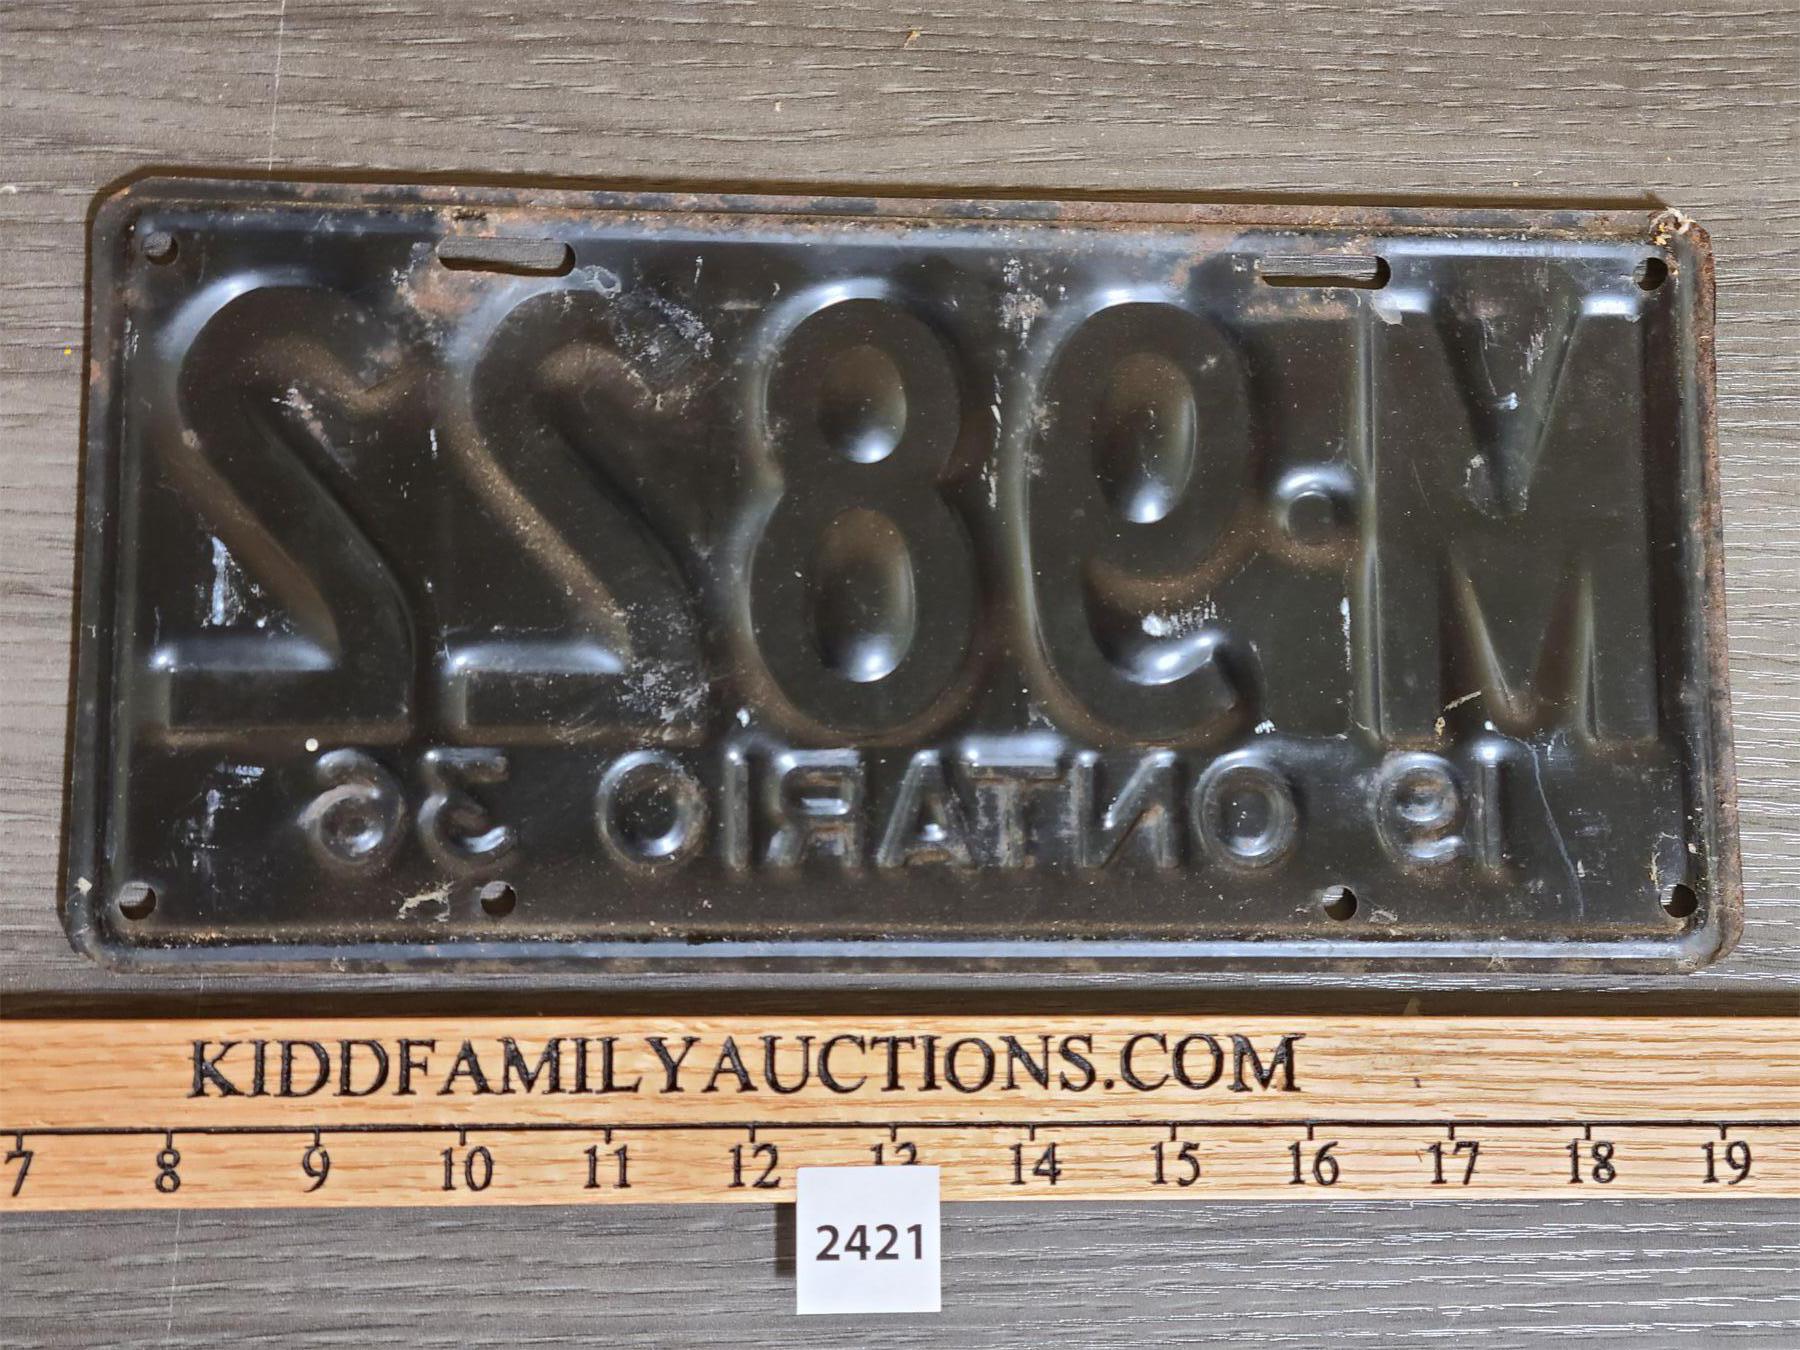 M·9822
19 ONTARIO 36
KIDDFAMILYAUCTIONS.COM
7 8 9 10 11 12 13 14 15 16 17 18 19
2421